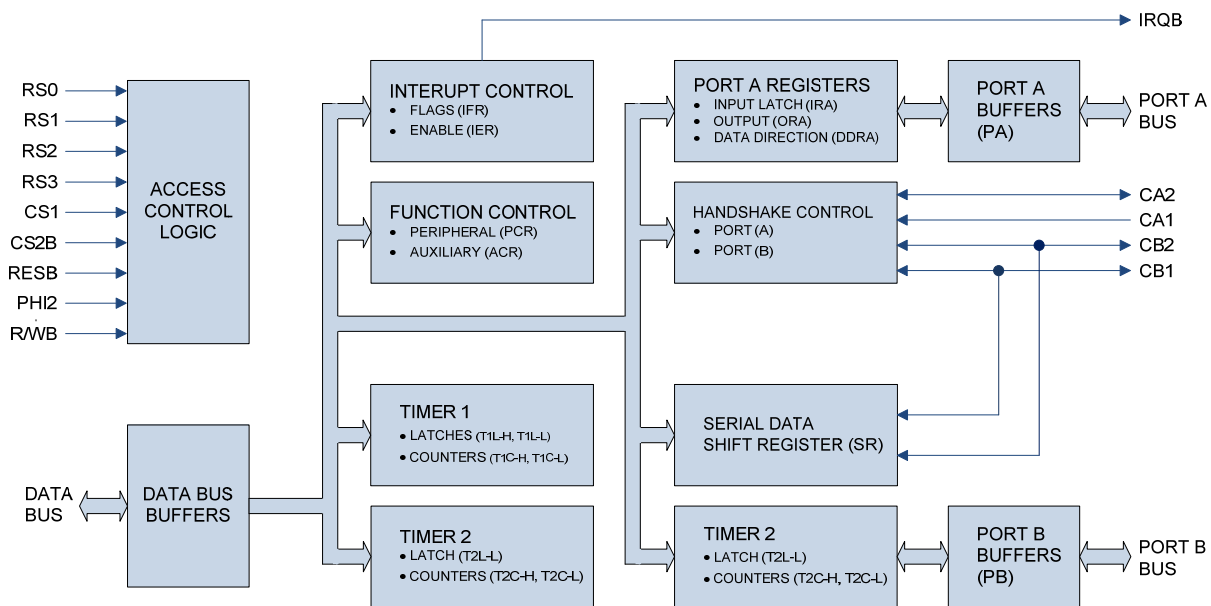 IRQB
RS0
RS1
RS2
RS3
CS1
CS2B
RESB
PHI2
R/WB
ACCESS
CONTROL
LOGIC
DATA
BUS
DATA BUS
BUFFERS
INTERUPT CONTROL
• FLAGS (IFR)
• ENABLE (IER)
FUNCTION CONTROL
• PERIPHERAL (PCR)
• AUXILIARY (ACR)
TIMER 1
• LATCHES (T1L-H, T1L-L)
• COUNTERS (T1C-H, T1C-L)
TIMER 2
• LATCH (T2L-L)
• COUNTERS (T2C-H, T2C-L)
PORT A REGISTERS
• INPUT LATCH (IRA)
• OUTPUT (ORA)
• DATA DIRECTION (DDRA)
PORT A
BUFFERS
(PA)
PORT A
BUS
HANDSHAKE CONTROL
• PORT (A)
• PORT (B)
CA2
CA1
CB2
CB1
SERIAL DATA
SHIFT REGISTER (SR)
TIMER 2
• LATCH (T2L-L)
• COUNTERS (T2C-H, T2C-L)
PORT B
BUFFERS
(PB)
PORT B
BUS